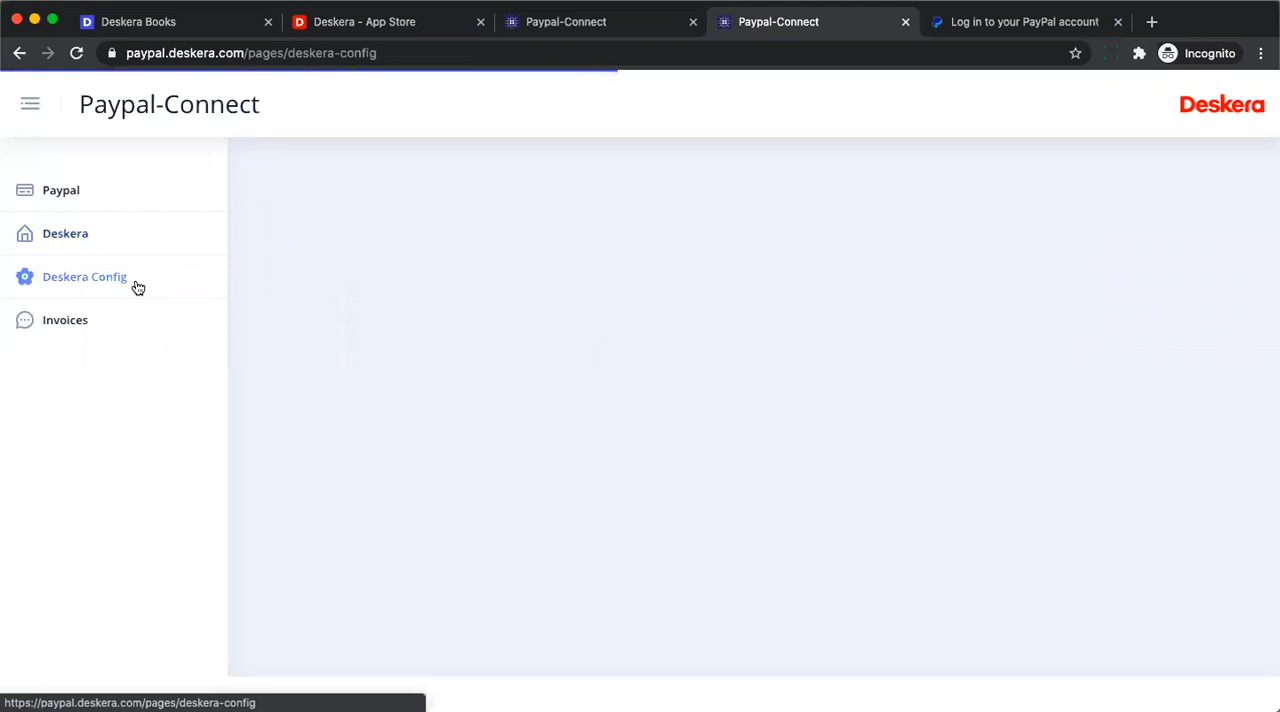 Deskera Books
Deskera - App Store
Paypal-Connect
Paypal-Connect
Log in to your PayPal account
paypal.deskera.com/pages/deskera-config
Incognito
Paypal-Connect
Deskera
Paypal
Deskera
Deskera Config
Invoices
https://paypal.deskera.com/pages/deskera-config